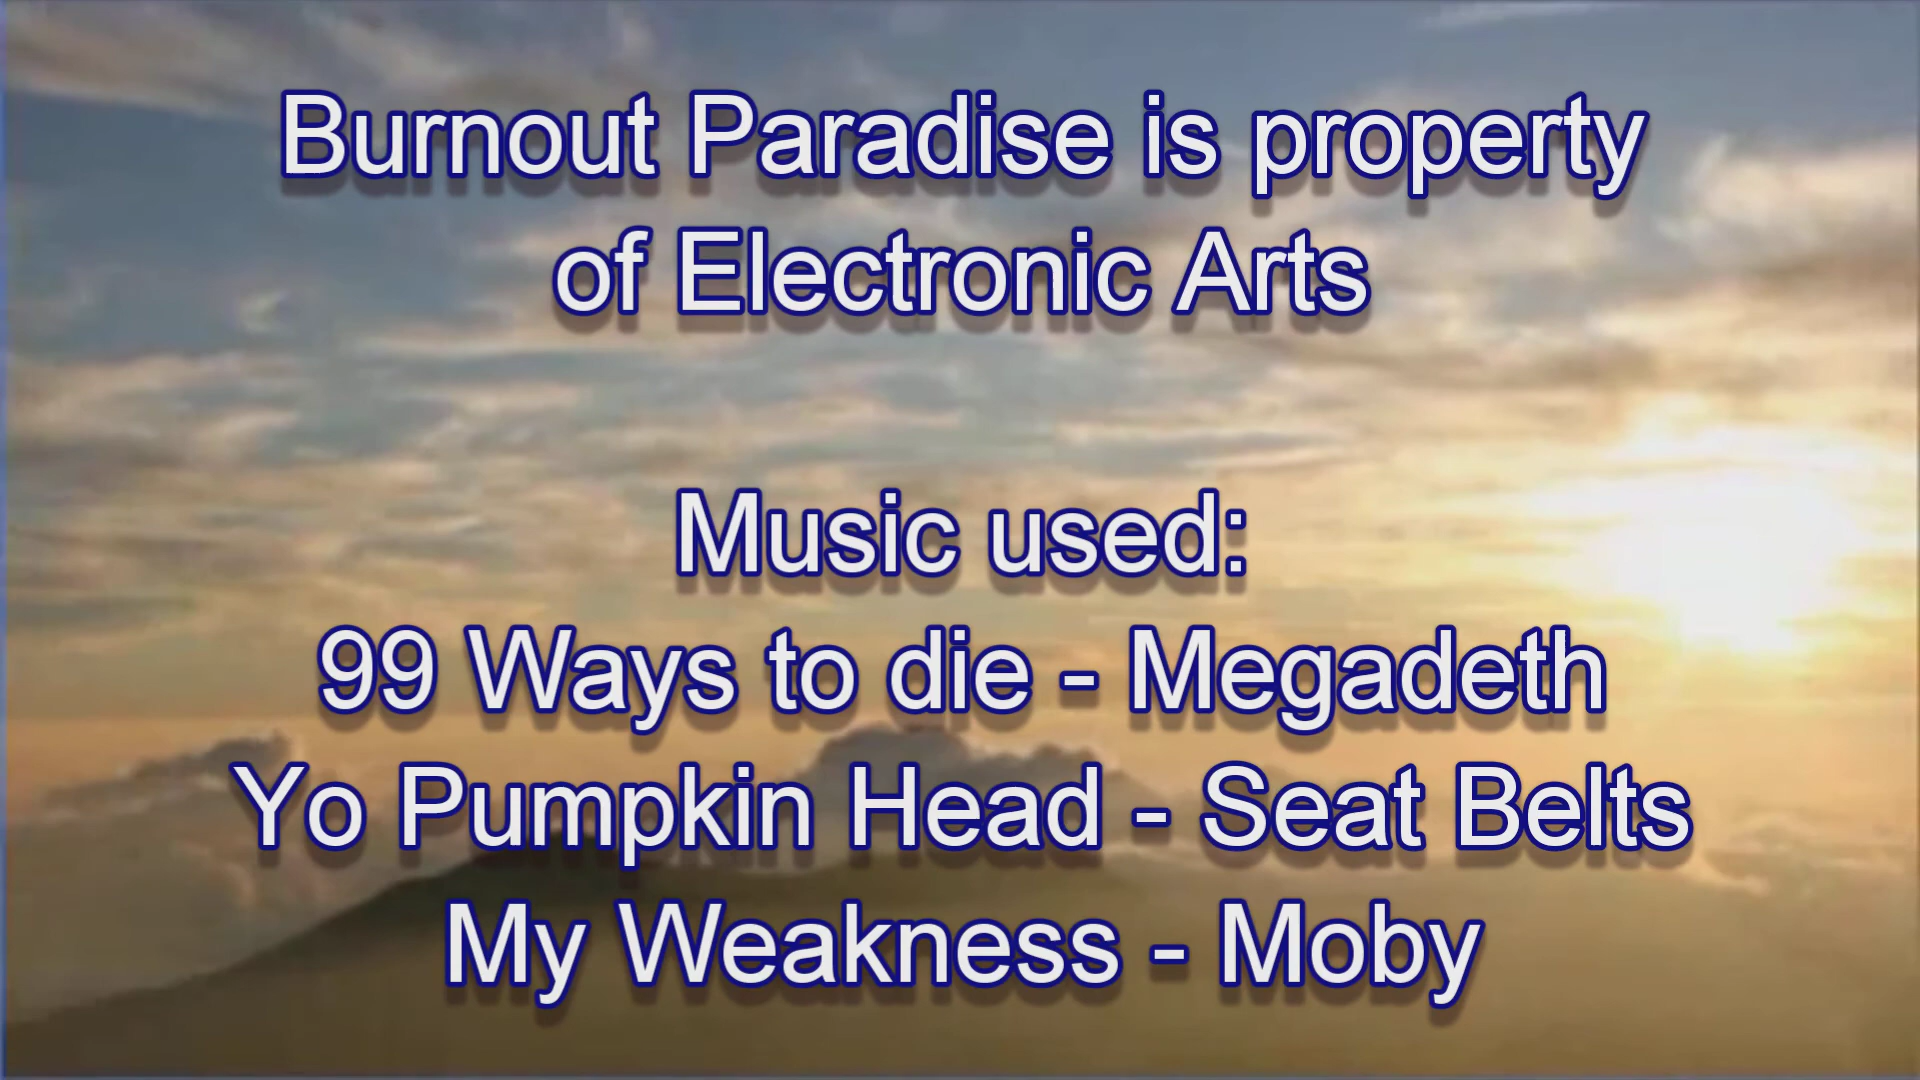 Burnout Paradise is property
of Electronic Arts
Music used:
99 Ways to die - Megadeth
Yo Pumpkin Head - Seat Belts
My Weakness - Moby